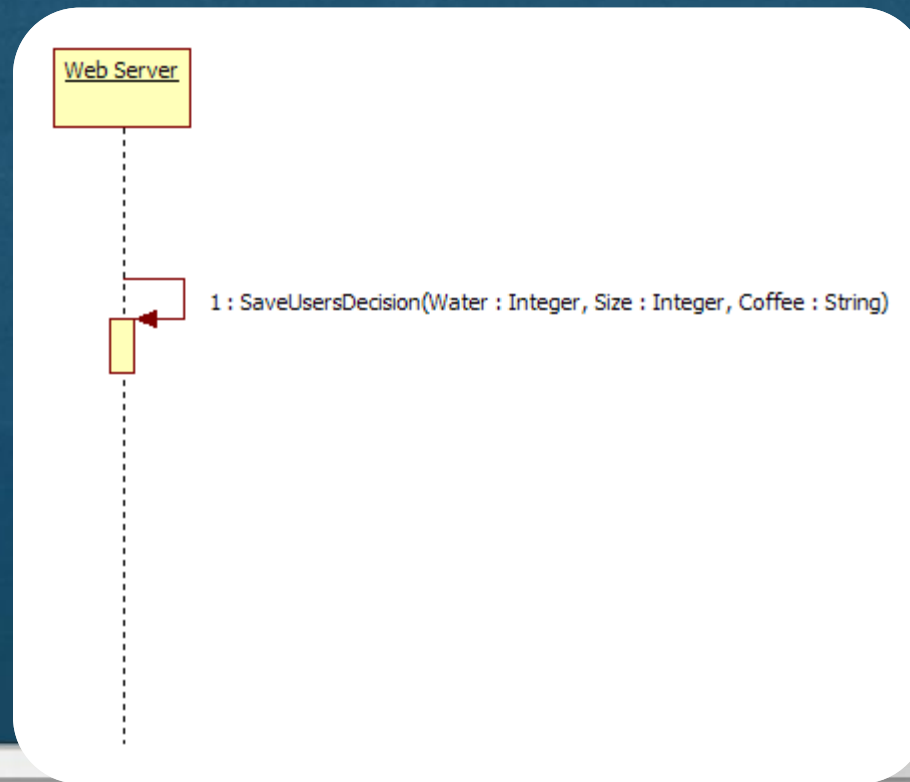 Web Server
1 : SaveUsersDecision(Water : Integer, Size : Integer, Coffee : String)